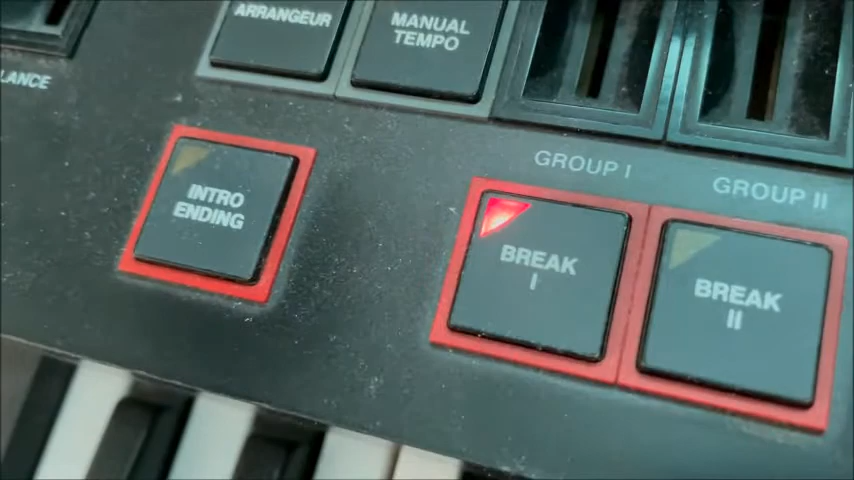 ARRANGEUR
MANUAL
TEMPO
LANCE
GROUP I
GROUP II
INTRO
ENDING
BREAK
I
BREAK
II